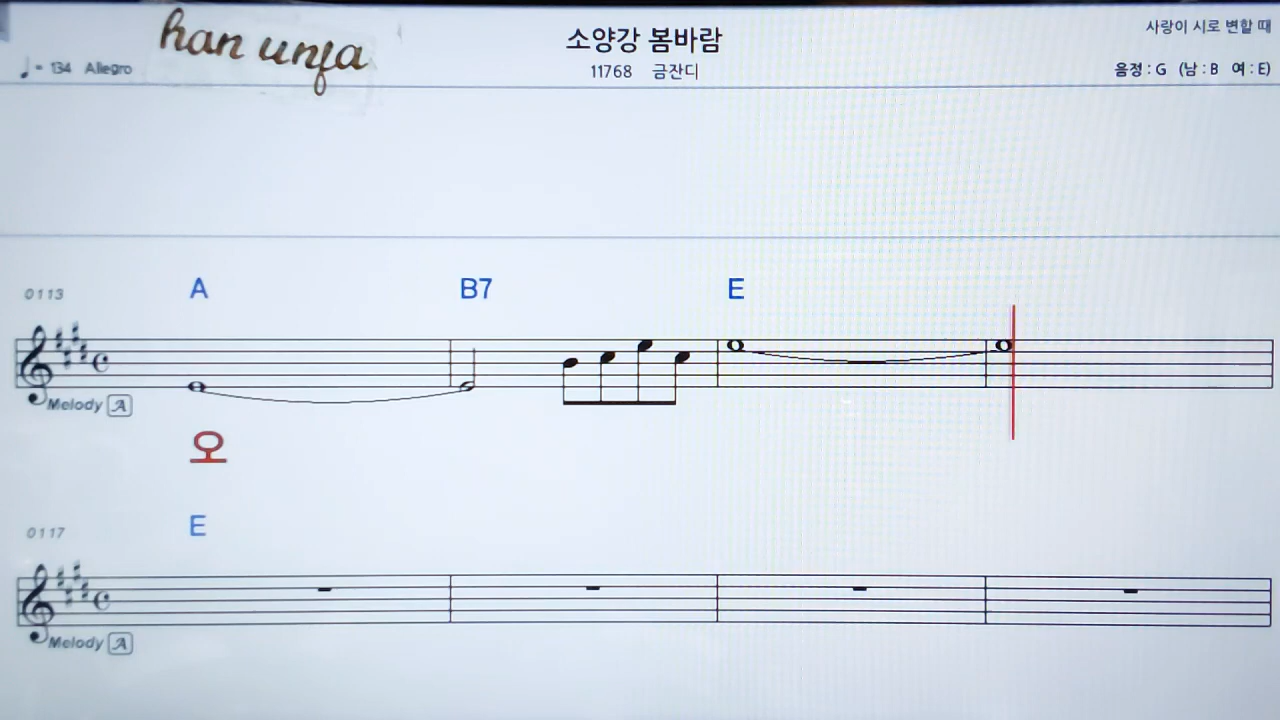 han unja
소양강 봄바람
사랑이 시로 변할 때
♩= 134 Allegro
11768 금잔디
음정 : G (남 : B 여 : E)
A B7 E
0113
Melody A
오
E
0117
Melody A